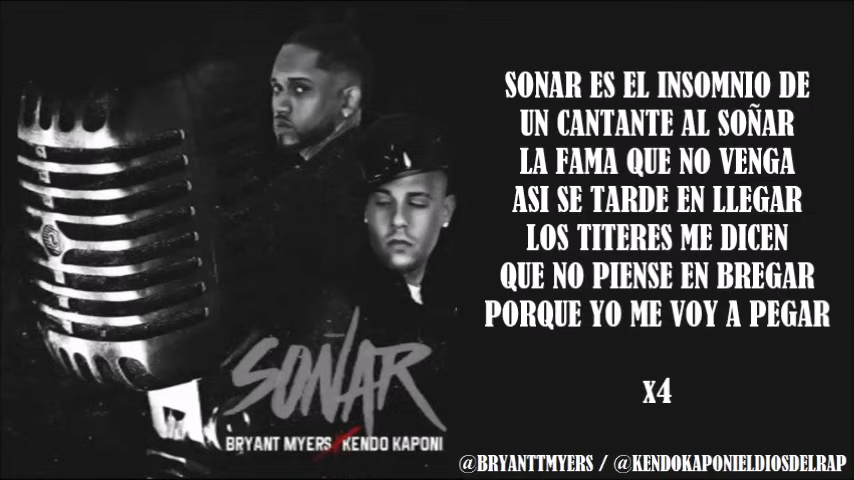 SONAR ES EL INSOMNIO DE
UN CANTANTE AL SOÑAR
LA FAMA QUE NO VENGA
ASI SE TARDE EN LLEGAR
LOS TITERES ME DICEN
QUE NO PIENSE EN BREGAR
PORQUE YO ME VOY A PEGAR
X4
SOÑAR
BRYANT MYERS / KENDO KAPONI
@BRYANTTMYERS / @KENDOKAPONIELDIOSDELRAP